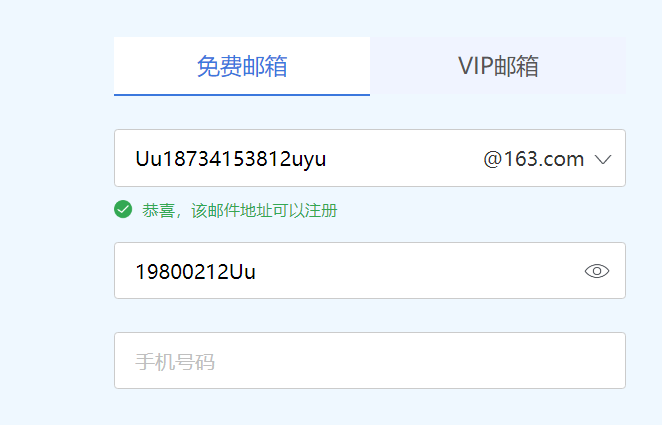 免费邮箱 VIP邮箱
Uu18734153812uyu @163.com
恭喜，该邮件地址可以注册
19800212Uu
手机号码